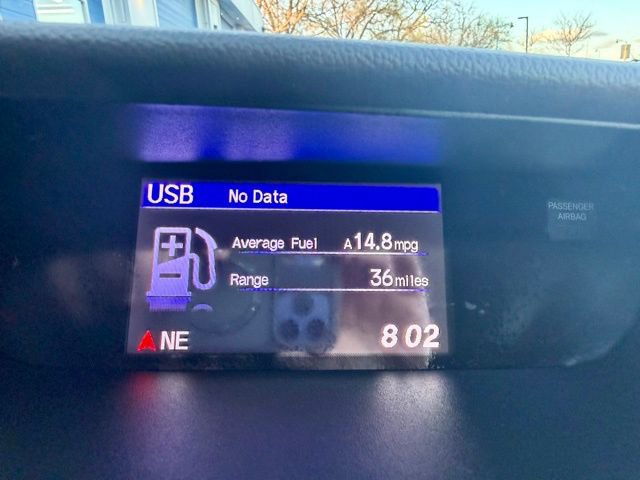 USB No Data
Average Fuel A14.8mpg
Range 36miles
NE 8 02
PASSENGER
AIRBAG